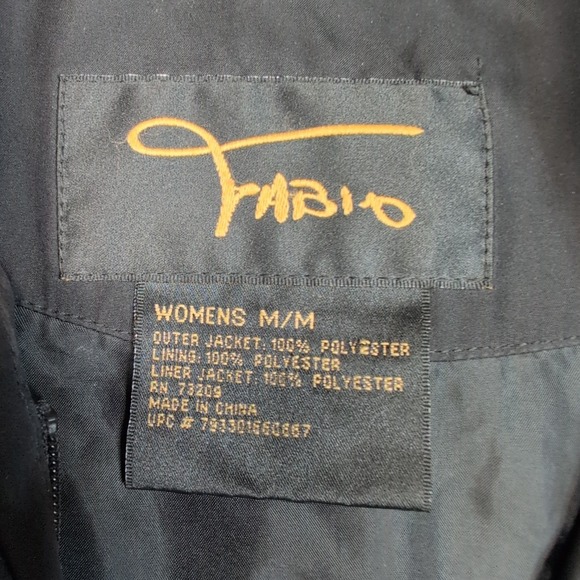 FABIO
WOMENS M/M
OUTER JACKET: 100% POLYESTER
LINING: 100% POLYESTER
LINER JACKET: 100% POLYESTER
RN 73209
MADE IN CHINA
UPC #